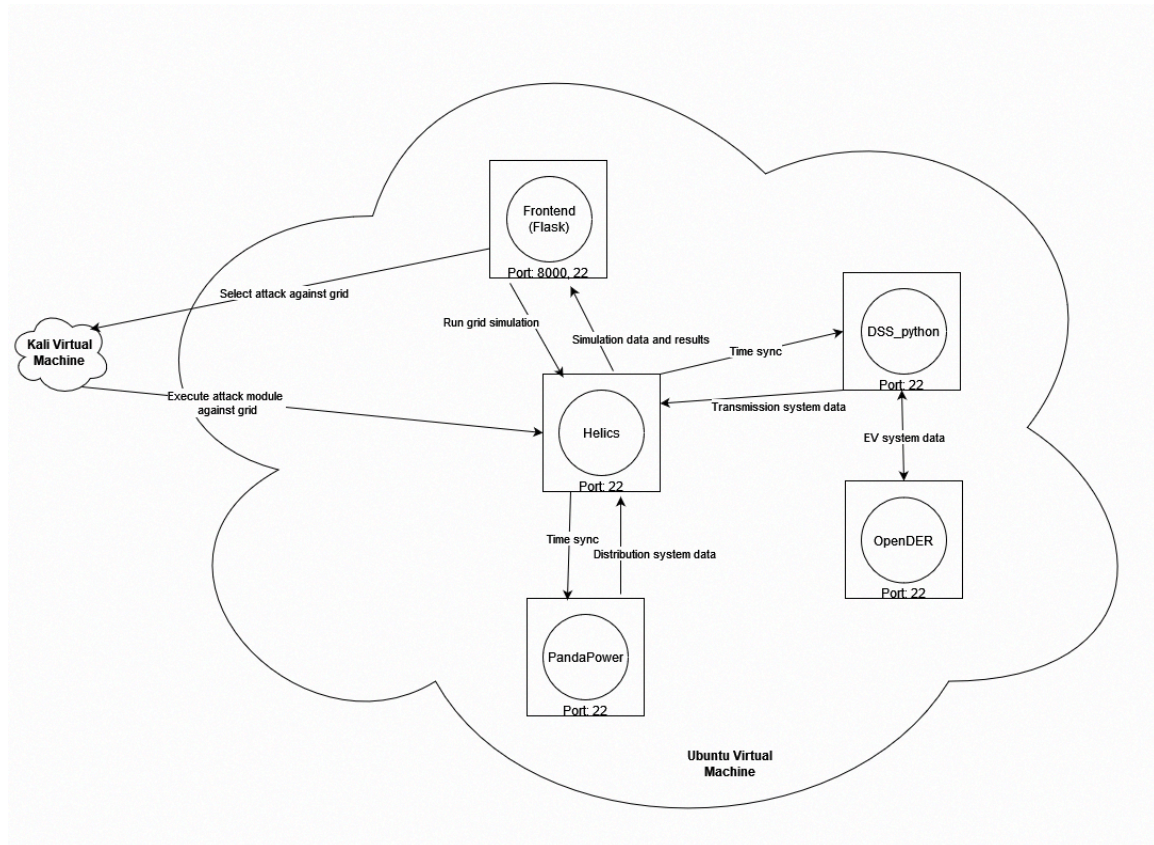 Frontend
(Flask)
Port: 8000, 22
Select attack against grid
Run grid simulation
Simulation data and results
Kali Virtual
Machine
Execute attack module
against grid
Time sync
DSS_python
Port: 22
Transmission system data
Helics
Port: 22
EV system data
OpenDER
Port: 22
Time sync
Distribution system data
PandaPower
Port: 22
Ubuntu Virtual
Machine